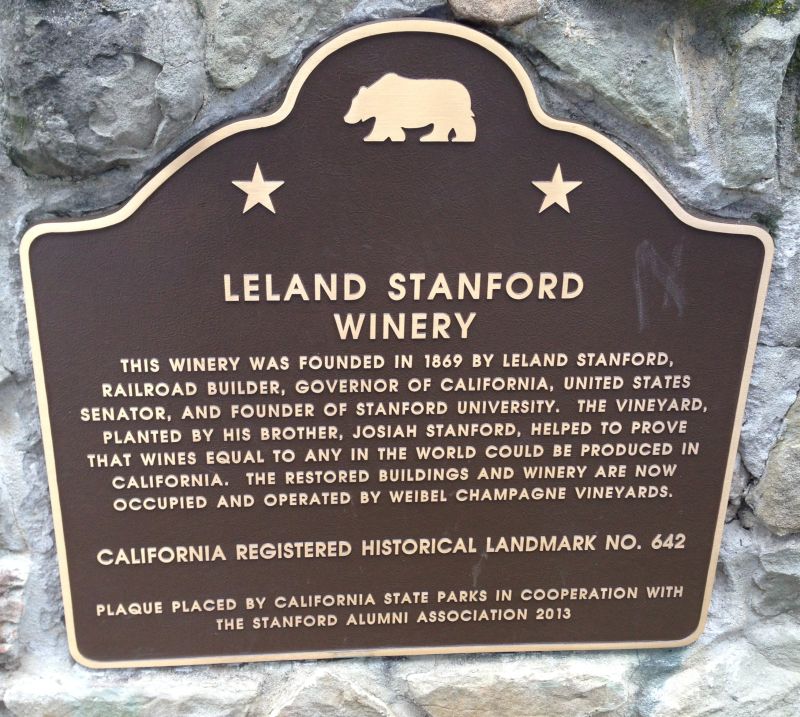 LELAND STANFORD
WINERY
THIS WINERY WAS FOUNDED IN 1869 BY LELAND STANFORD,
RAILROAD BUILDER, GOVERNOR OF CALIFORNIA, UNITED STATES
SENATOR, AND FOUNDER OF STANFORD UNIVERSITY. THE VINEYARD,
PLANTED BY HIS BROTHER, JOSIAH STANFORD, HELPED TO PROVE
THAT WINES EQUAL TO ANY IN THE WORLD COULD BE PRODUCED IN
CALIFORNIA. THE RESTORED BUILDINGS AND WINERY ARE NOW
OCCUPIED AND OPERATED BY WEIBEL CHAMPAGNE VINEYARDS.
CALIFORNIA REGISTERED HISTORICAL LANDMARK NO. 642
PLAQUE PLACED BY CALIFORNIA STATE PARKS IN COOPERATION WITH
THE STANFORD ALUMNI ASSOCIATION 2013